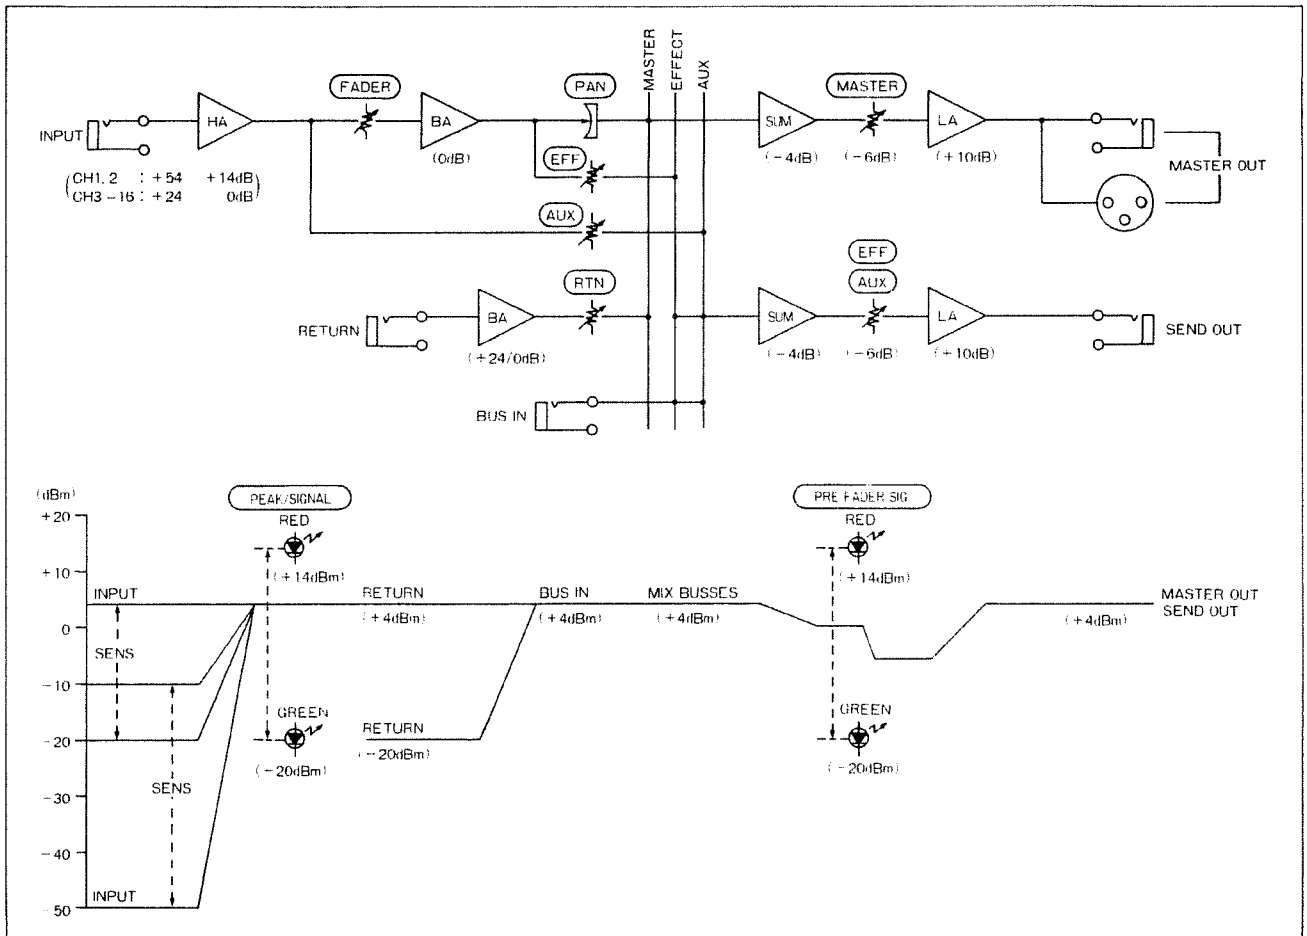 MASTER
EFFECT
AUX
FADER
PAN
MASTER
INPUT
HA
BA
SUM
LA
(0dB)
(−4dB)
(−6dB)
(+10dB)
MASTER OUT
EFF
(CH1, 2 : +54 +14dB)
(CH3−16 : +24 0dB)
AUX
EFF
AUX
RTN
RETURN
BA
SUM
LA
SEND OUT
(+24/0dB)
(−4dB)
(−6dB)
(+10dB)
BUS IN
(dBm)
PEAK/SIGNAL
PRE FADER SIG
+20
RED
RED
+10
(+14dBm)
(+14dBm)
INPUT
RETURN
BUS IN
MIX BUSSES
MASTER OUT
SEND OUT
(+4dBm)
(+4dBm)
(+4dBm)
(+4dBm)
0
SENS
−10
GREEN
GREEN
RETURN
−20
(−20dBm)
(−20dBm)
(−20dBm)
SENS
−30
−40
INPUT
−50